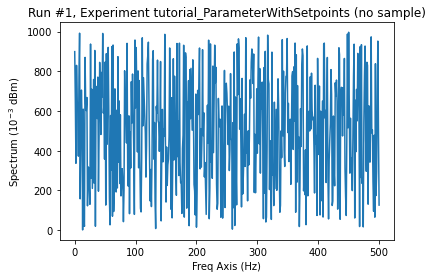 Run #1, Experiment tutorial_ParameterWithSetpoints (no sample)
1000
800
600
400
200
0
Spectrum (10⁻³ dBm)
0 100 200 300 400 500
Freq Axis (Hz)